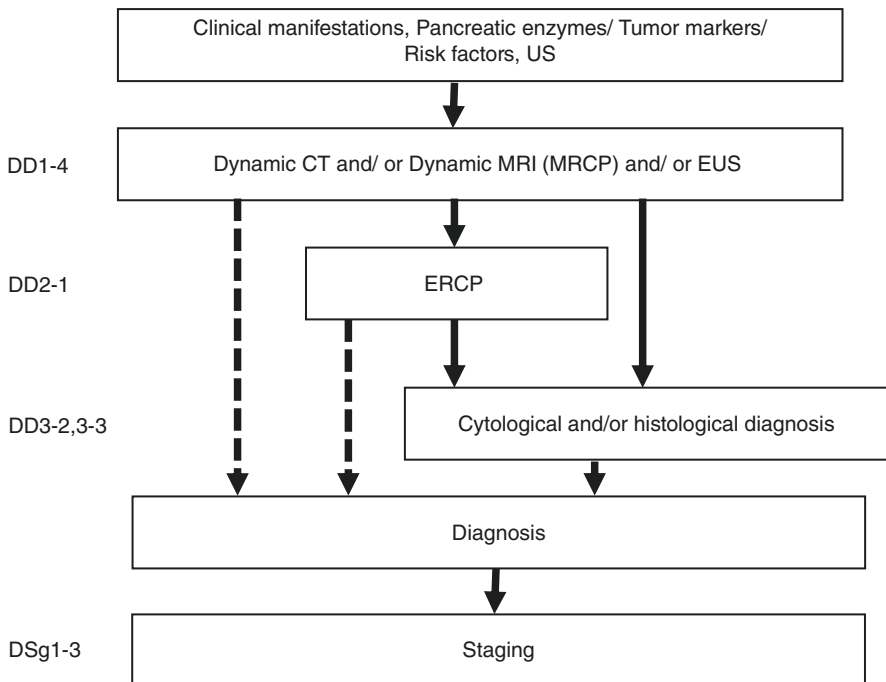 Clinical manifestations, Pancreatic enzymes/ Tumor markers/
Risk factors, US
DD1-4
Dynamic CT and/ or Dynamic MRI (MRCP) and/ or EUS
DD2-1
ERCP
DD3-2,3-3
Cytological and/or histological diagnosis
Diagnosis
DSg1-3
Staging